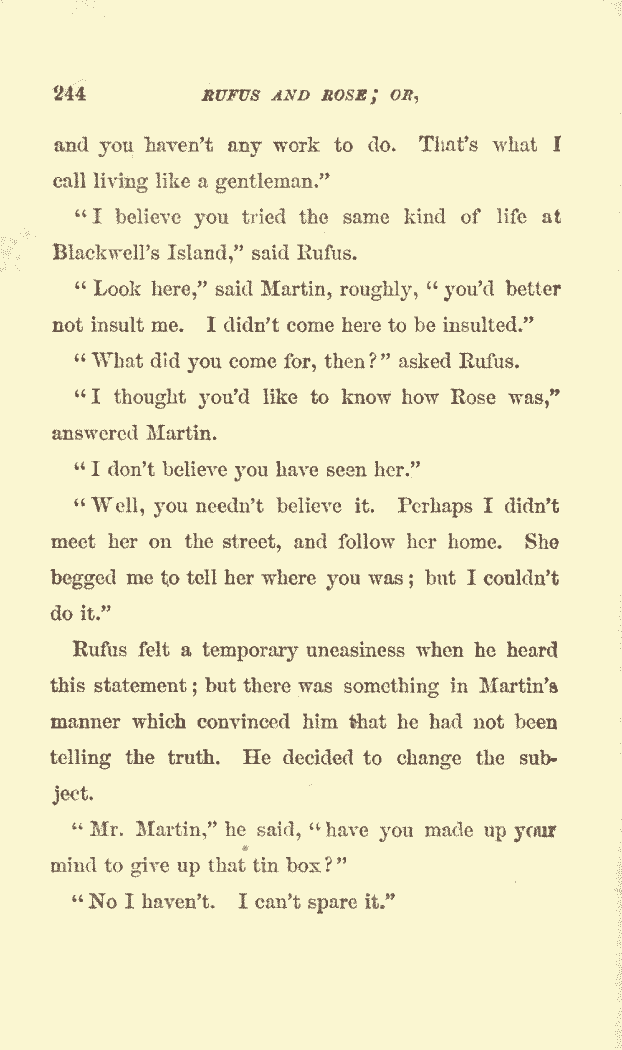 244 RUFUS AND ROSE; OR,
and you haven't any work to do. That's what I
call living like a gentleman."
"I believe you tried the same kind of life at
Blackwell's Island," said Rufus.
"Look here," said Martin, roughly, "you'd better
not insult me. I didn't come here to be insulted."
"What did you come for, then?" asked Rufus.
"I thought you'd like to know how Rose was,"
answered Martin.
"I don't believe you have seen her."
"Well, you needn't believe it. Perhaps I didn't
meet her on the street, and follow her home. She
begged me to tell her where you was; but I couldn't
do it."
Rufus felt a temporary uneasiness when he heard
this statement; but there was something in Martin's
manner which convinced him that he had not been
telling the truth. He decided to change the sub-
ject.
"Mr. Martin," he said, "have you made up your
mind to give up that tin box?"
"No I haven't. I can't spare it."